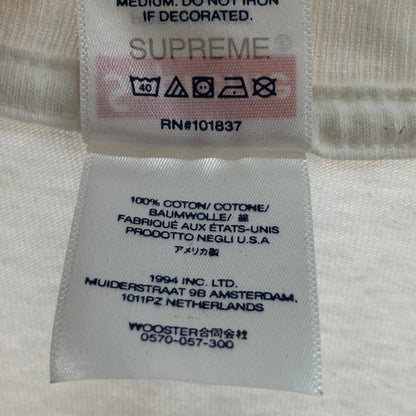 MEDIUM. DO NOT IRON
IF DECORATED.
SUPREME
40
RN#101837
100% COTON/ COTONE/
BAUMWOLLE/ 綿
FABRIQUÉ AUX ÉTATS-UNIS
PRODOTTO NEGLI U.S.A
アメリカ製
1994 INC. LTD.
MUIDERSTRAAT 9B AMSTERDAM,
1011PZ NETHERLANDS
WOOSTER合同会社
0570-057-300